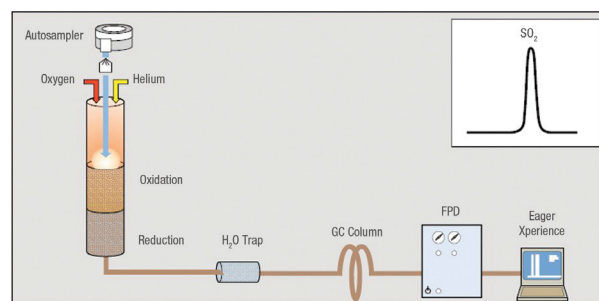 Autosampler
SO2
Oxygen
Helium
Oxidation
FPD
GC Column
Eager
Xperience
Reduction
H2O Trap